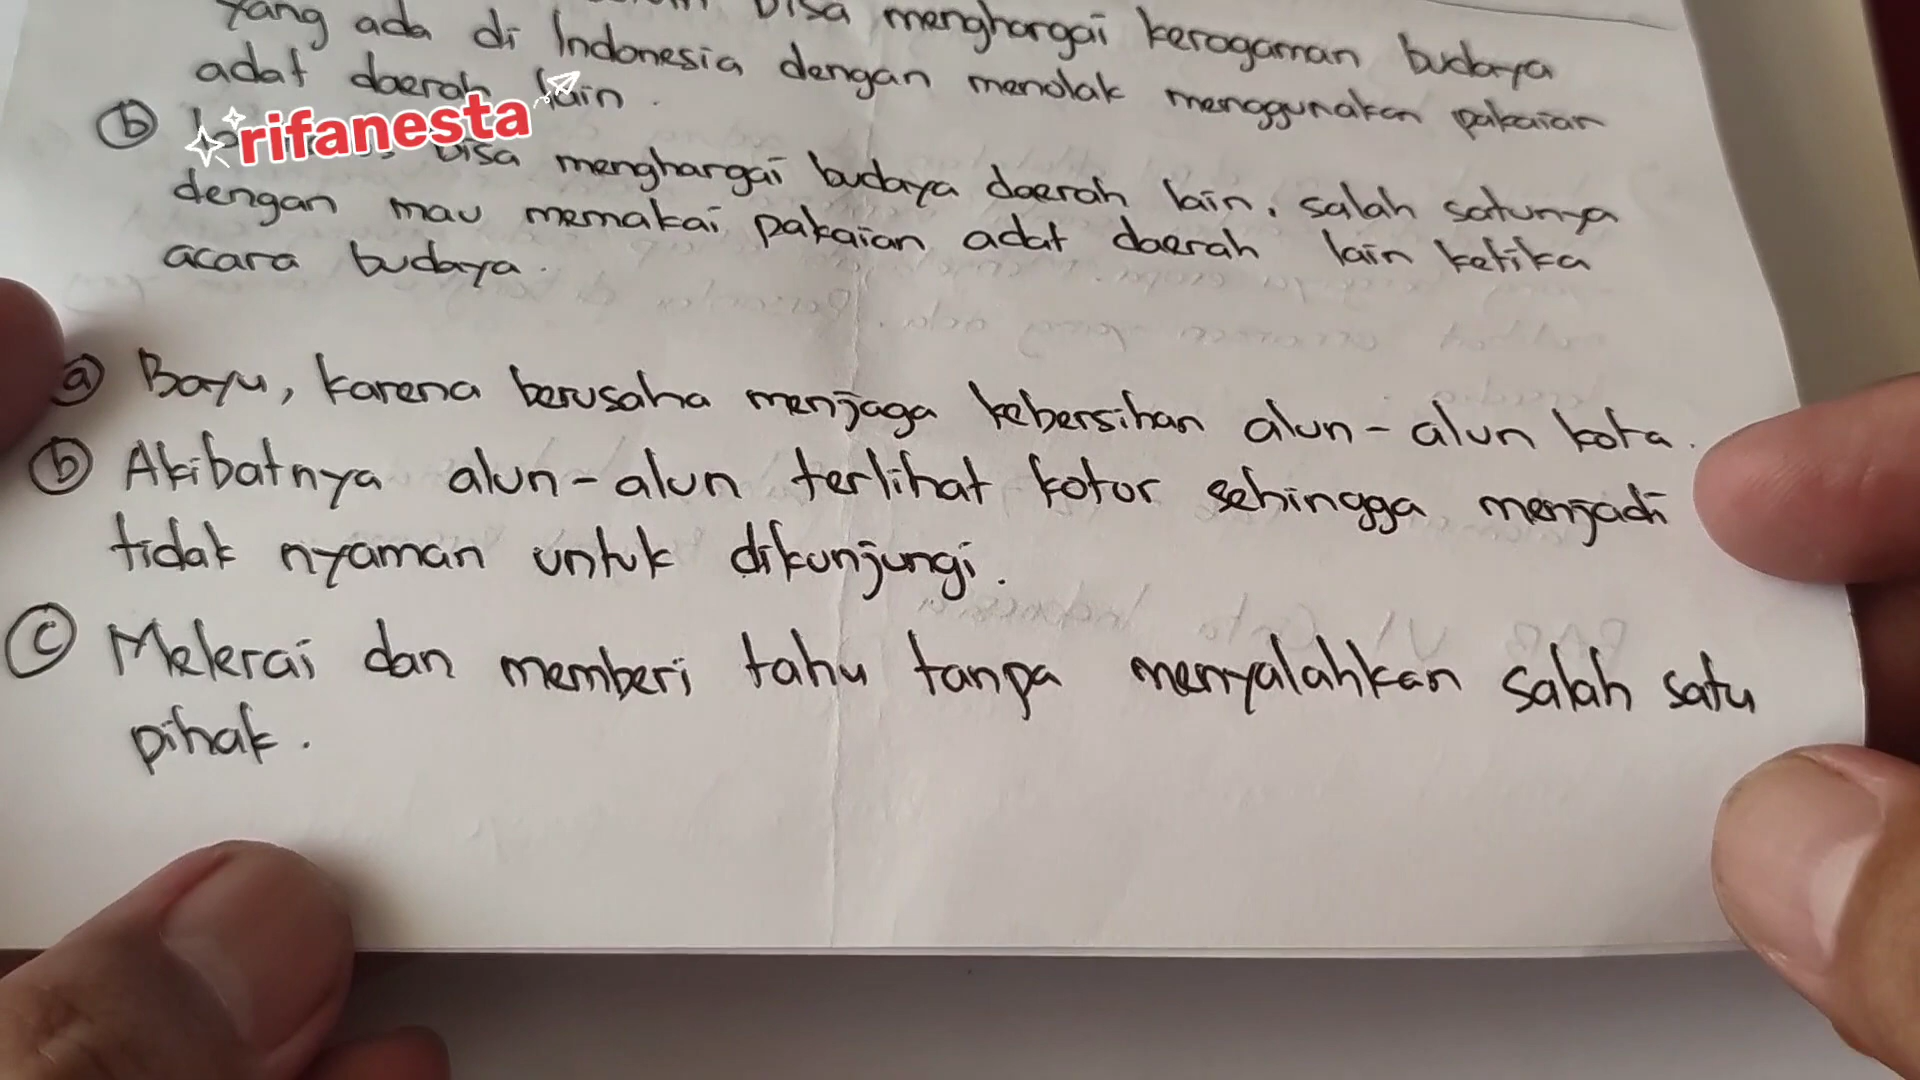 bisa menghargai keragaman budaya
yang ada di Indonesia dengan menolak menggunakan pakaian
adat daerah lain.
rifanesta
b bisa menghargai budaya daerah lain, salah satunya
dengan mau memakai pakaian adat daerah lain ketika
acara budaya.
a Bayu, karena berusaha menjaga kebersihan alun-alun kota.
b Akibatnya alun-alun terlihat kotor sehingga menjadi
tidak nyaman untuk dikunjungi.
c Melerai dan memberi tahu tanpa menyalahkan salah satu
pihak.